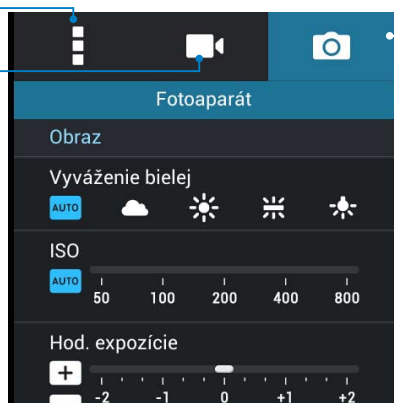 Fotoaparát
Obraz
Vyváženie bielej
AUTO
ISO
AUTO
50 100 200 400 800
Hod. expozície
-2 -1 0 +1 +2